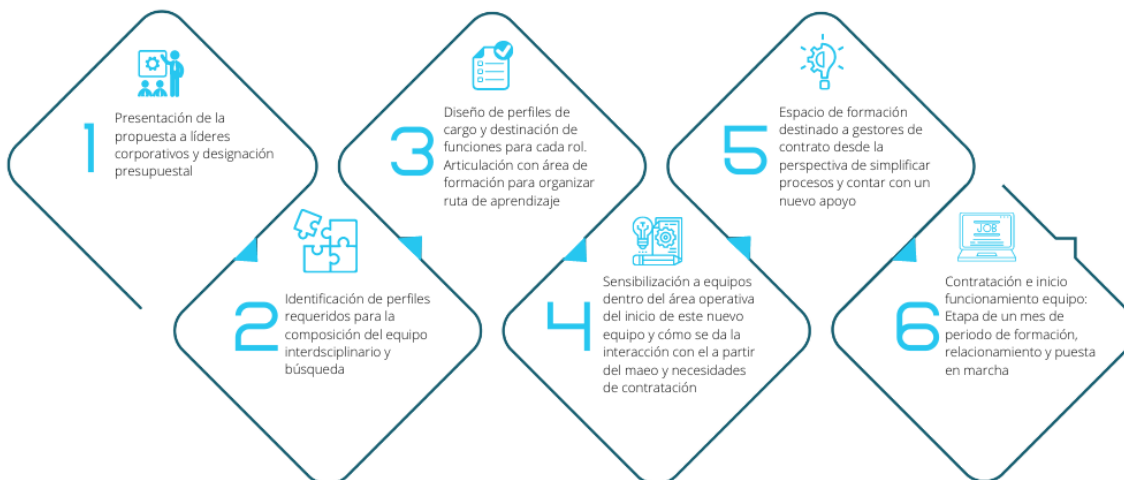 1
Presentación de la
propuesta a líderes
corporativos y designación
presupuestal
2
Identificación de perfiles
requeridos para la
composición del equipo
interdsciplinario y
búsqueda
3
Diseño de perfiles de
cargo y destinación de
funciones para cada rol.
Articulación con área de
formación para organizar
ruta de aprendizaje
4
Sensibilización a equipos
dentro del área operativa
del inicio de este nuevo
equipo y cómo se da la
interacción con el a partir
del maeo y necesidades
de contratación
5
Espacio de formación
destinado a gestores de
contrato desde la
perspectiva de simplificar
procesos y contar con un
nuevo apoyo
JOB
6
Contratación e inicio
funcionamiento equipo:
Etapa de un mes de
periodo de formación,
relacionamiento y puesta
en marcha